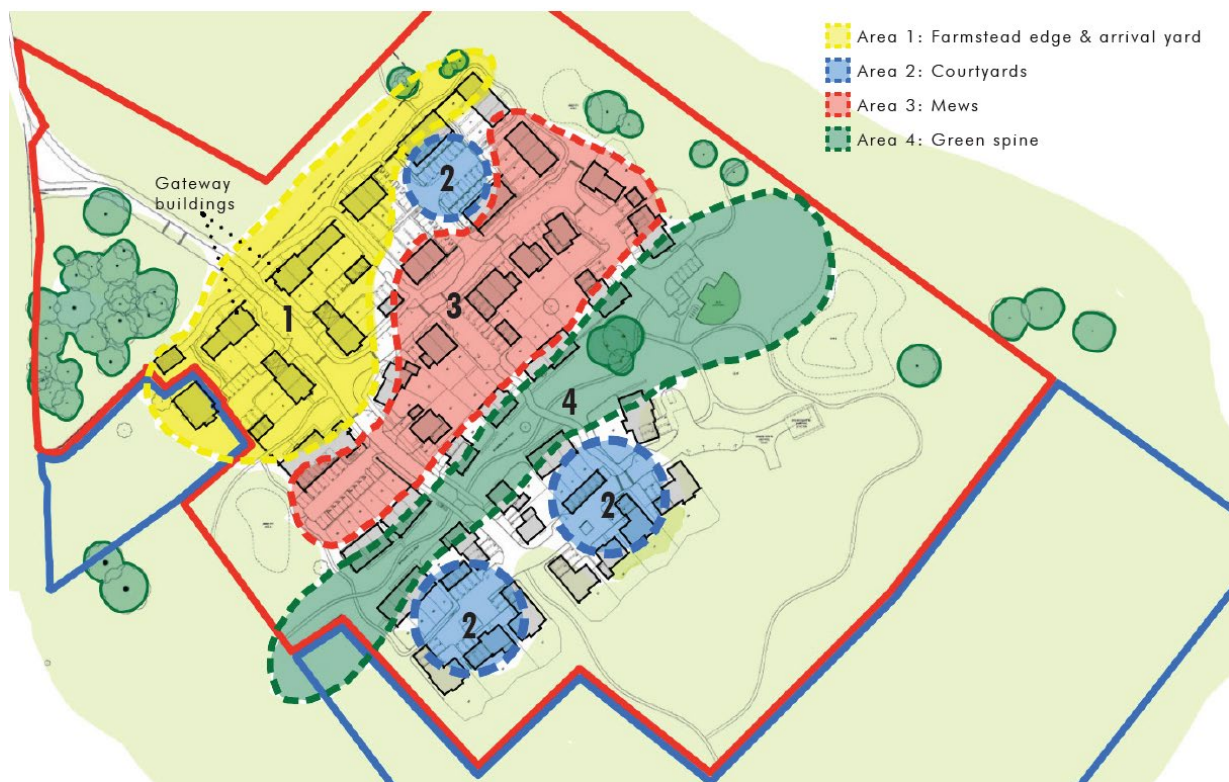 Area 1: Farmstead edge & arrival yard
Area 2: Courtyards
Area 3: Mews
Area 4: Green spine
Gateway
buildings
2
1
3
4
2
2